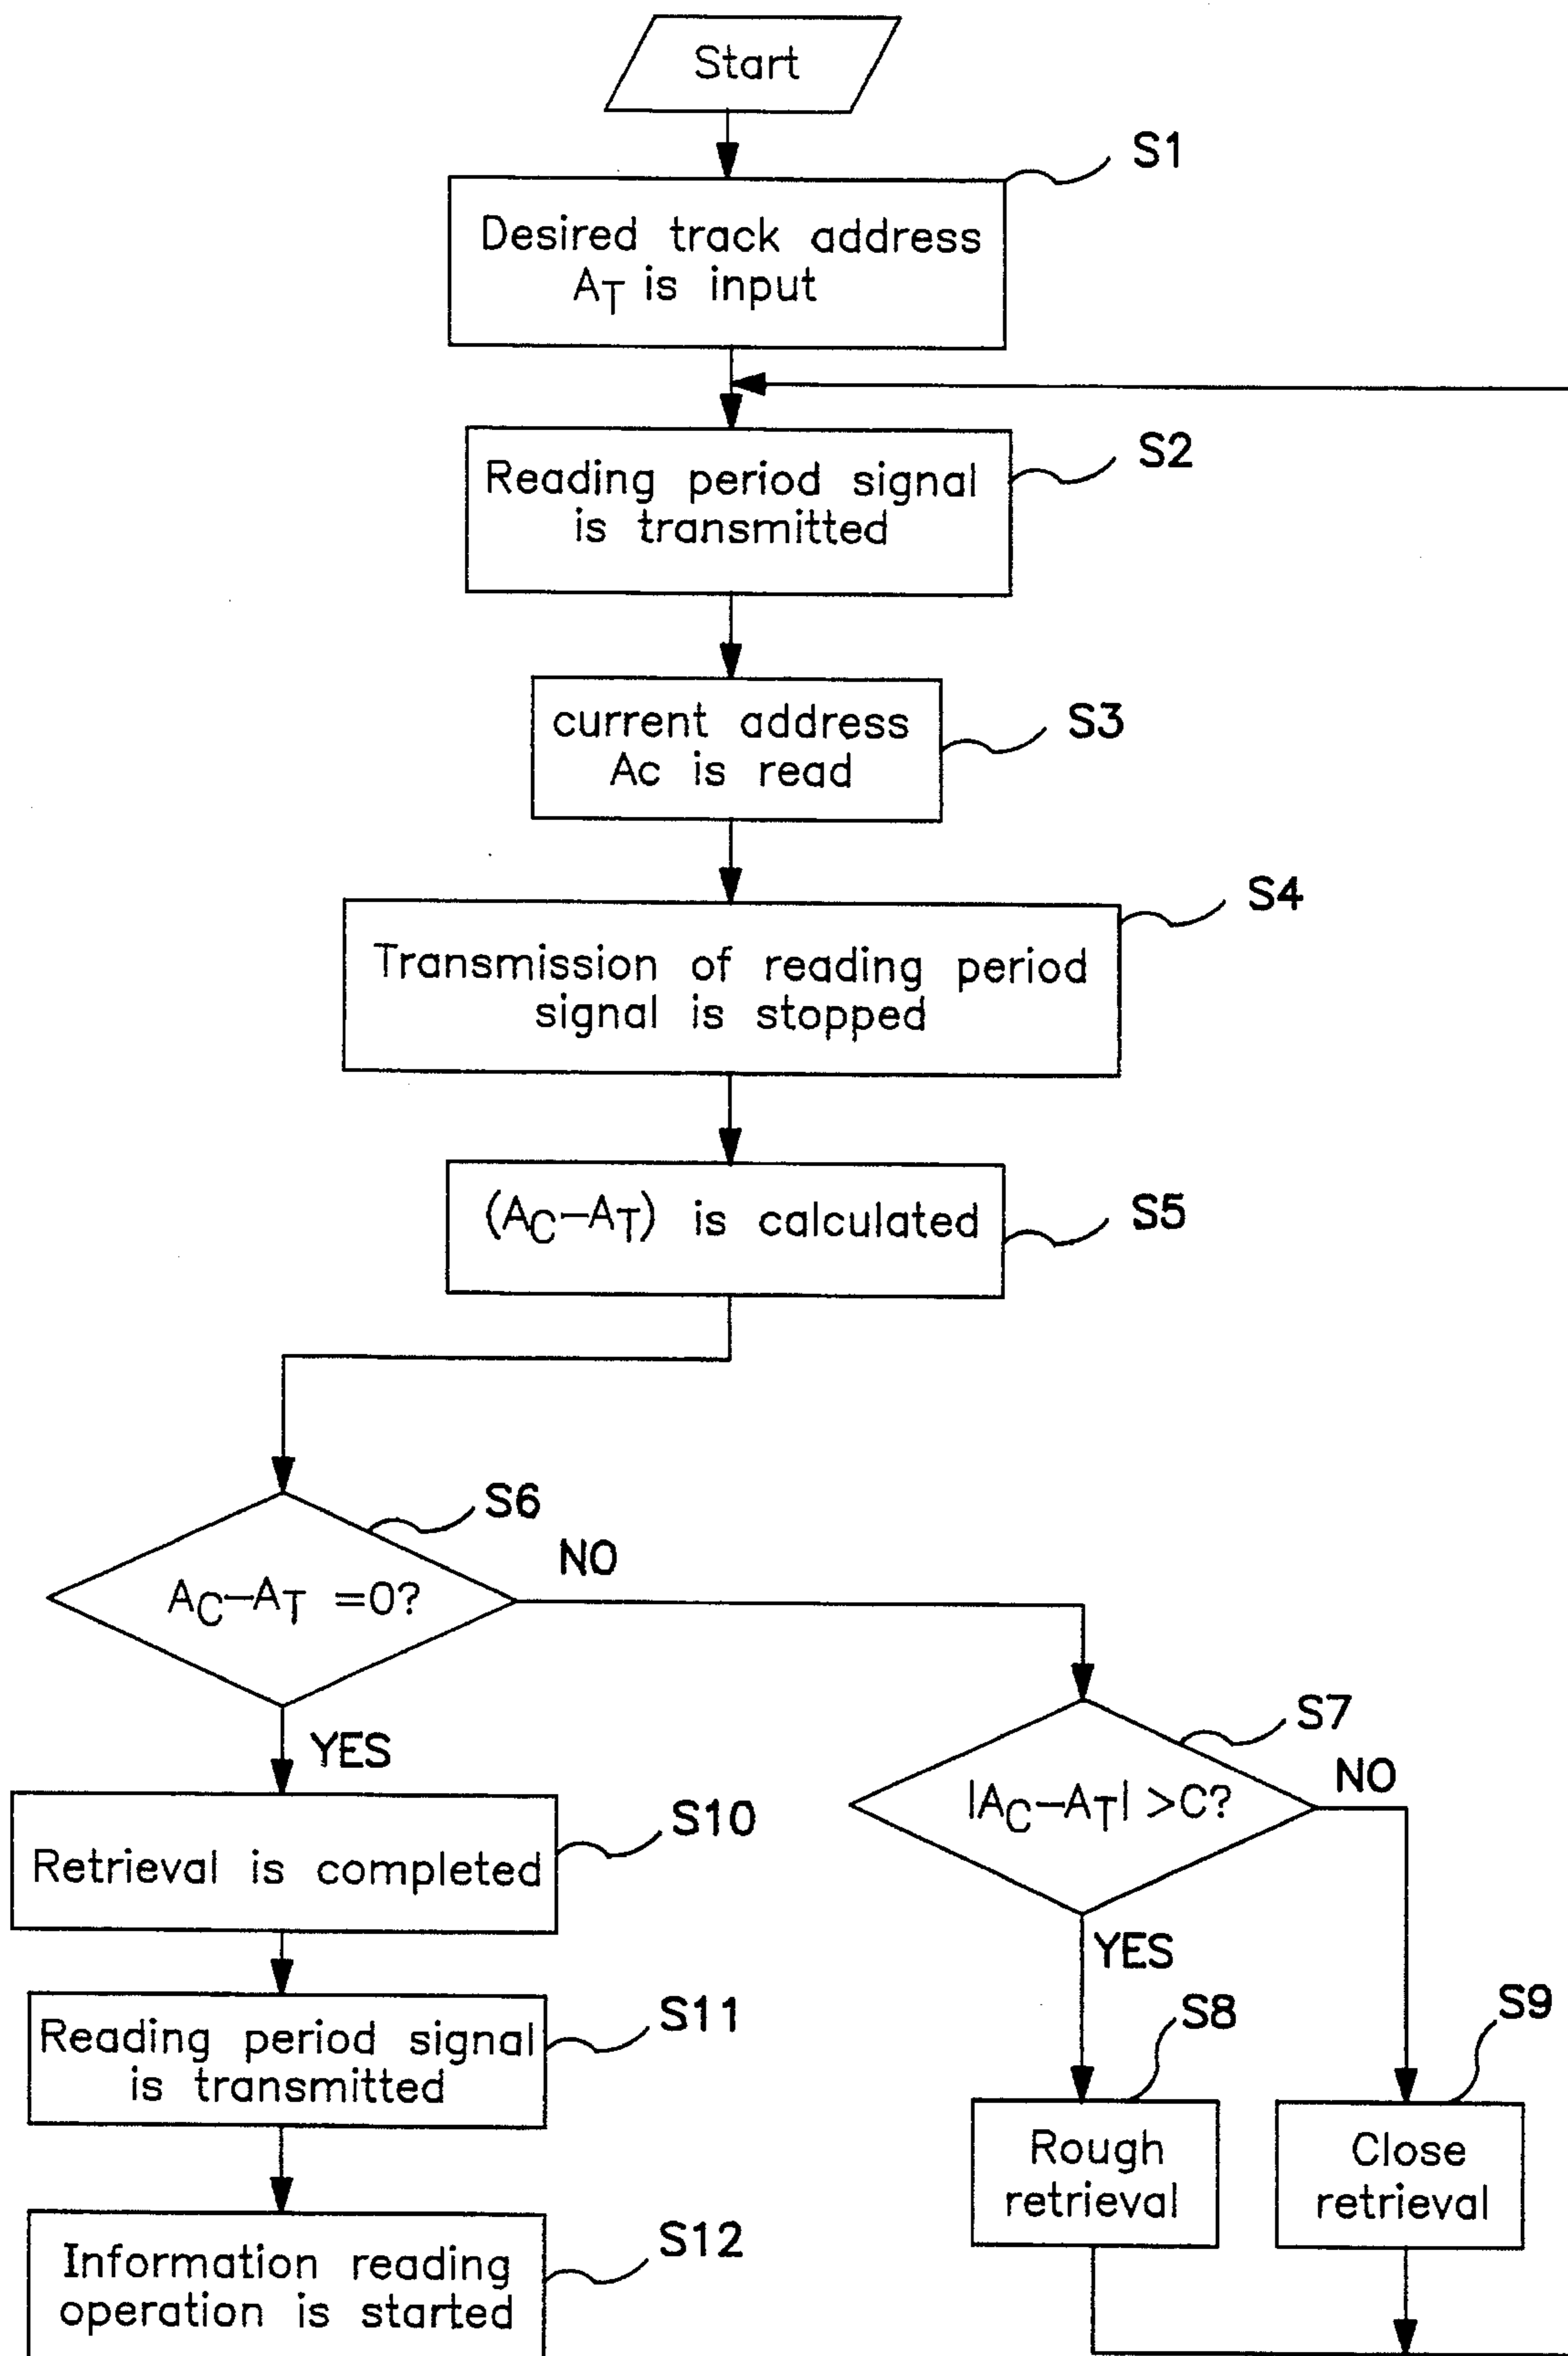 Start
S1
Desired track address
AT is input
S2
Reading period signal
is transmitted
S3
current address
Ac is read
S4
Transmission of reading period
signal is stopped
S5
(AC-AT) is calculated
S6
NO
AC-AT =0?
YES
S7
NO
|AC-AT| >C?
YES
S10
Retrieval is completed
S11
Reading period signal
is transmitted
S8
Rough
retrieval
S9
Close
retrieval
S12
Information reading
operation is started